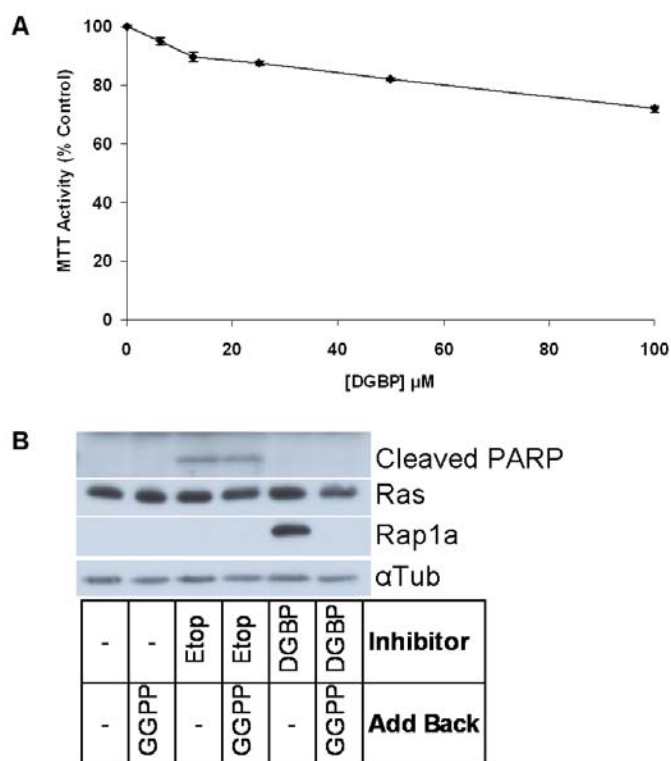 A
MTT Activity (% Control)
100
80
60
40
20
0
0 20 40 60 80 100
[DGBP] µM
B
Cleaved PARP
Ras
Rap1a
αTub
- - Etop Etop DGBP DGBP Inhibitor
- GGPP - GGPP - GGPP Add Back